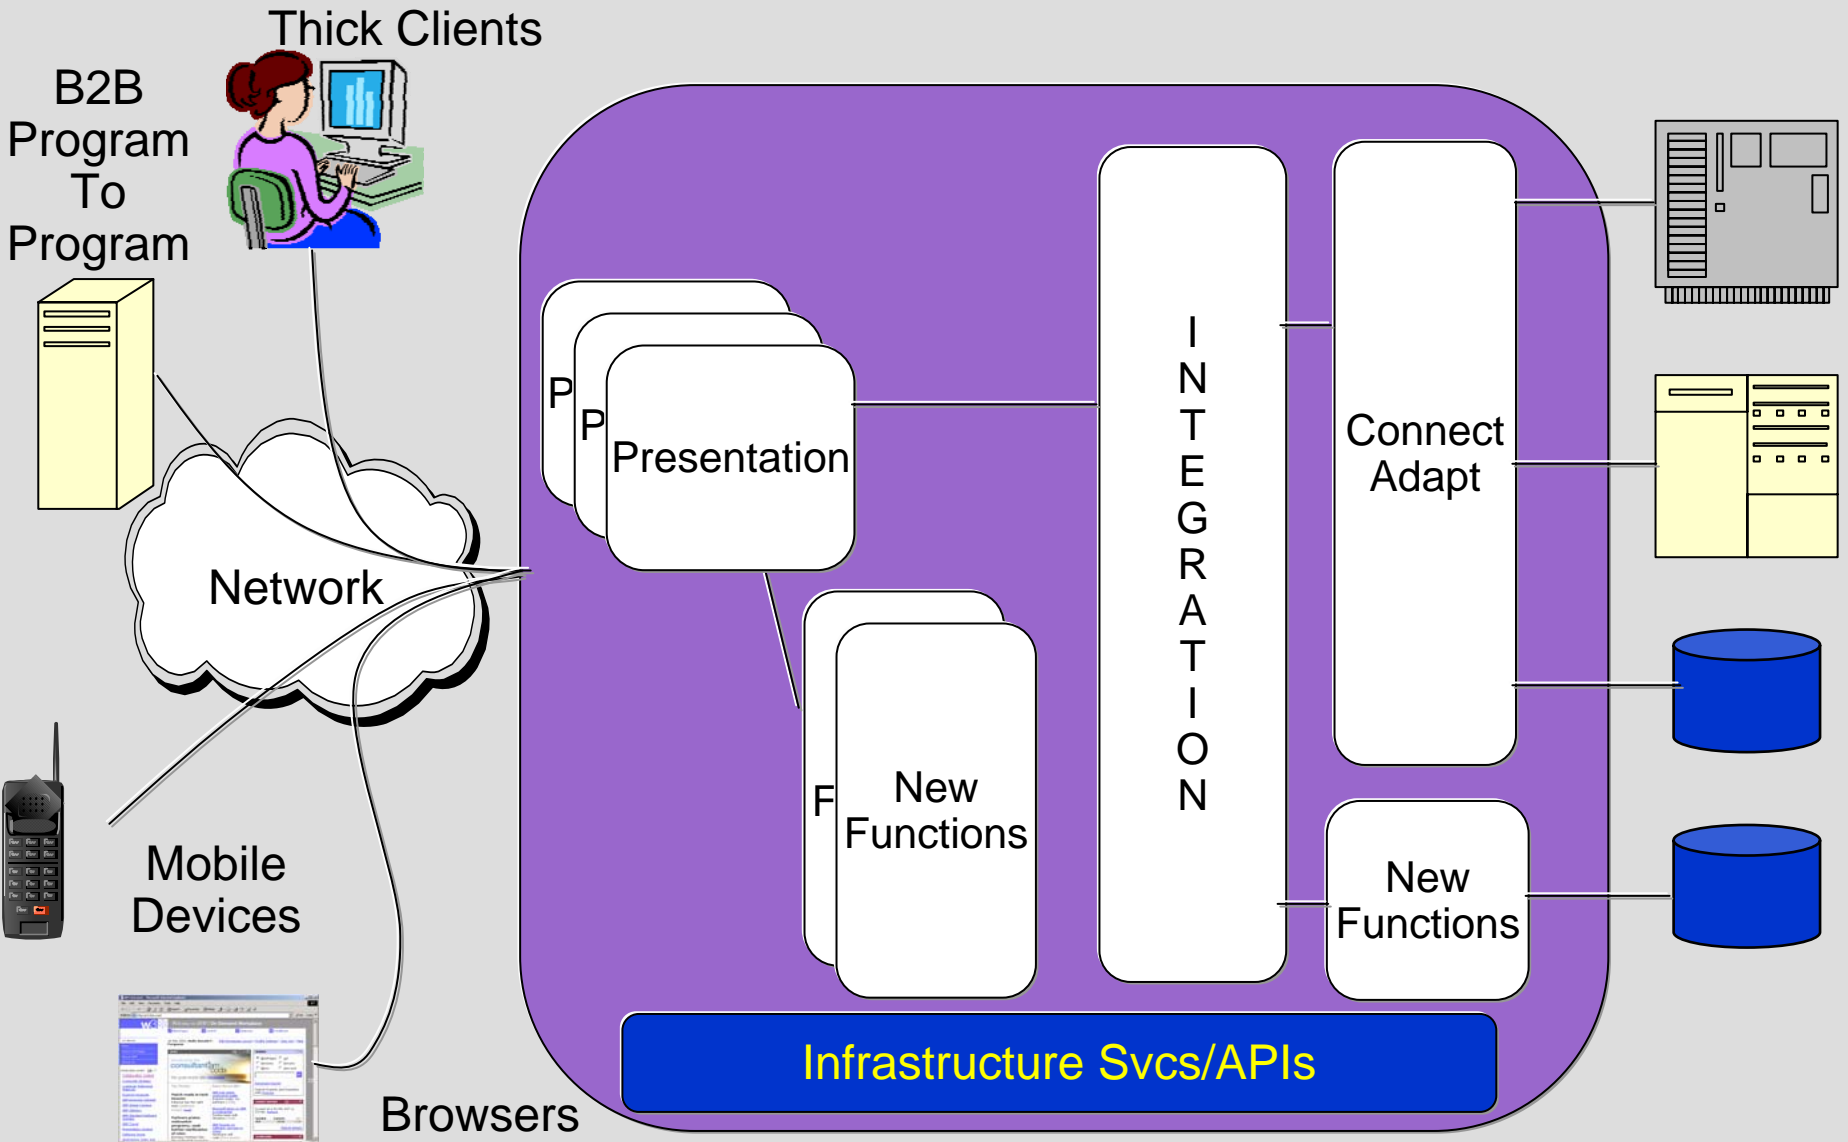 Thick Clients
B2B
Program
To
Program
Network
Mobile
Devices
Browsers
P
P
Presentation
F
New
Functions
I
N
T
E
G
R
A
T
I
O
N
Connect
Adapt
New
Functions
Infrastructure Svcs/APIs